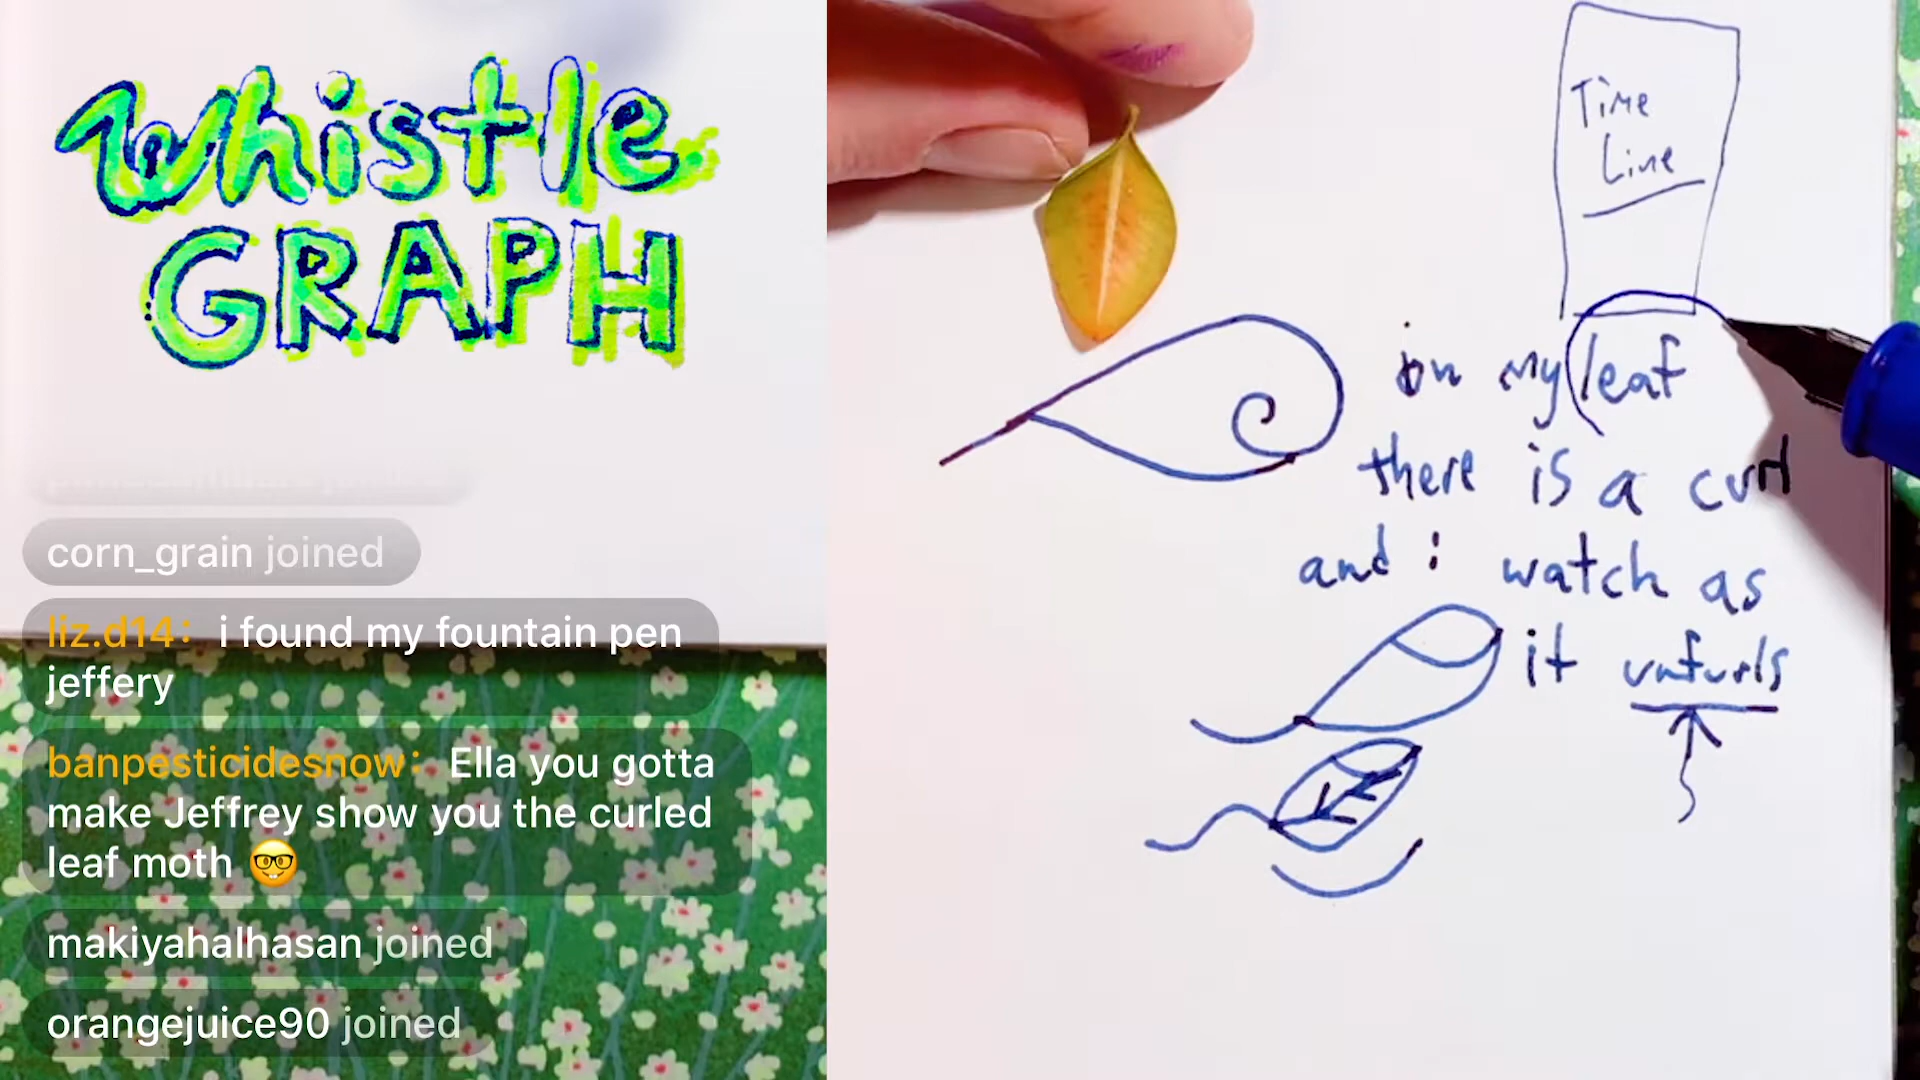 Whistle
GRAPH
corn_grain joined
liz.d14: i found my fountain pen
jeffery
banpesticidesnow: Ella you gotta
make Jeffrey show you the curled
leaf moth 🤓
makiyahalhasan joined
orangejuice90 joined
Time
Line
on my leaf
there is a curl
and i watch as
it unfurls